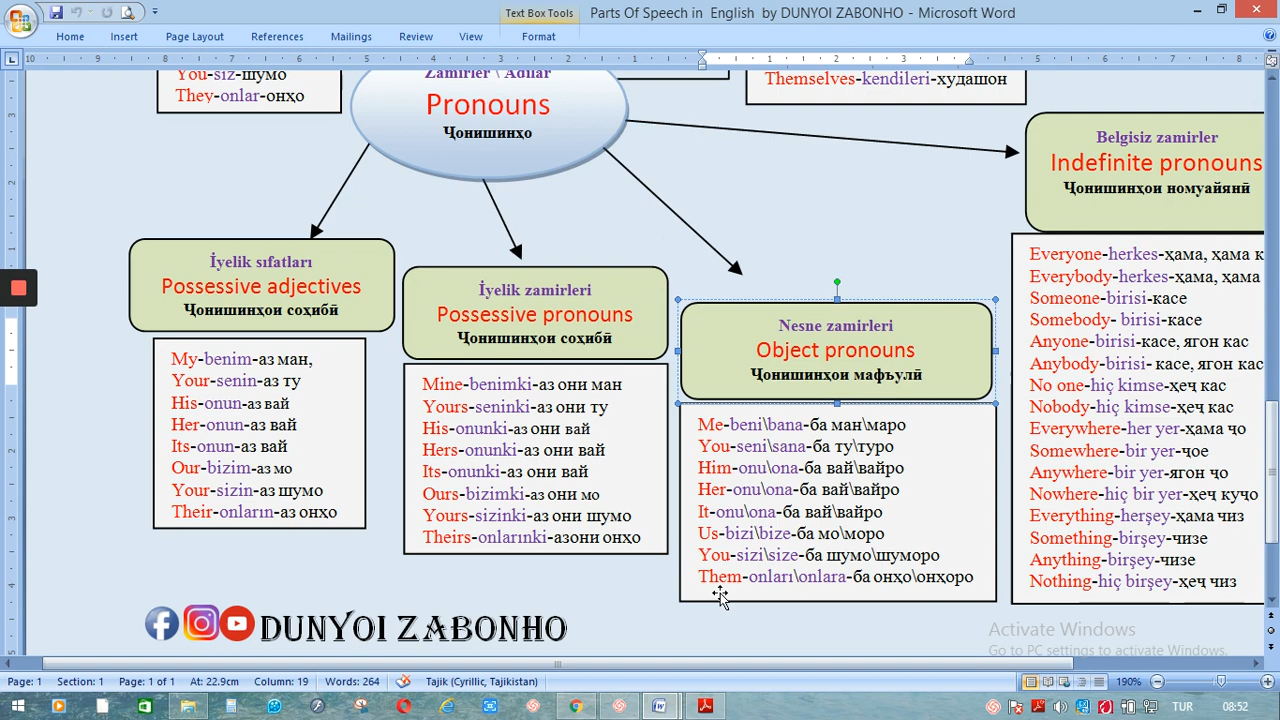 Text Box Tools
Parts Of Speech in English by DUNYOI ZABONHO - Microsoft Word
Home Insert Page Layout References Mailings Review View Format
You-siz-шумо
They-onlar-онҳо
Zamirler \ Adılar
Pronouns
Ҷонишинҳо
Themselves-kendileri-худашон
Belgisiz zamirler
Indefinite pronouns
Ҷонишинҳои номуайянӣ
İyelik sıfatları
Possessive adjectives
Ҷонишинҳои соҳибӣ
My-benim-аз ман,
Your-senin-аз ту
His-onun-аз вай
Her-onun-аз вай
Its-onun-аз вай
Our-bizim-аз мо
Your-sizin-аз шумо
Their-onların-аз онҳо
İyelik zamirleri
Possessive pronouns
Ҷонишинҳои соҳибӣ
Mine-benimki-аз они ман
Yours-seninki-аз они ту
His-onunki-аз они вай
Hers-onunki-аз они вай
Its-onunki-аз они вай
Ours-bizimki-аз они мо
Yours-sizinki-аз они шумо
Theirs-onlarınki-азони онҳо
Nesne zamirleri
Object pronouns
Ҷонишинҳои мафъулӣ
Me-beni\bana-ба ман\маро
You-seni\sana-ба ту\туро
Him-onu\ona-ба вай\вайро
Her-onu\ona-ба вай\вайро
It-onu\ona-ба вай\вайро
Us-bizi\bize-ба мо\моро
You-sizi\size-ба шумо\шуморо
Them-onları\onlara-ба онҳо\онҳоро
Everyone-herkes-ҳама, ҳама к
Everybody-herkes-ҳама, ҳама
Someone-birisi-касе
Somebody- birisi-касе
Anyone-birisi-касе, ягон кас
Anybody-birisi- касе, ягон кас
No one-hiç kimse-ҳеҷ кас
Nobody-hiç kimse-ҳеҷ кас
Everywhere-her yer-ҳама ҷо
Somewhere-bir yer-ҷое
Anywhere-bir yer-ягон ҷо
Nowhere-hiç bir yer-ҳеҷ куҷо
Everything-herşey-ҳама чиз
Something-birşey-чизе
Anything-birşey-чизе
Nothing-hiç birşey-ҳеҷ чиз
DUNYOI ZABONHO
Activate Windows
Go to PC settings to activate Windows.
Page: 1 Section: 1 Page: 1 of 1 At: 22.9cm Column: 19 Words: 264 Tajik (Cyrillic, Tajikistan) 190%
TUR 08:52